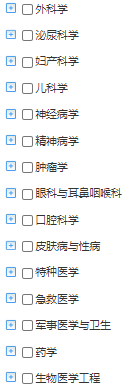 外科学
泌尿科学
妇产科学
儿科学
神经病学
精神病学
肿瘤学
眼科与耳鼻咽喉科
口腔科学
皮肤病与性病
特种医学
急救医学
军事医学与卫生
药学
生物医学工程